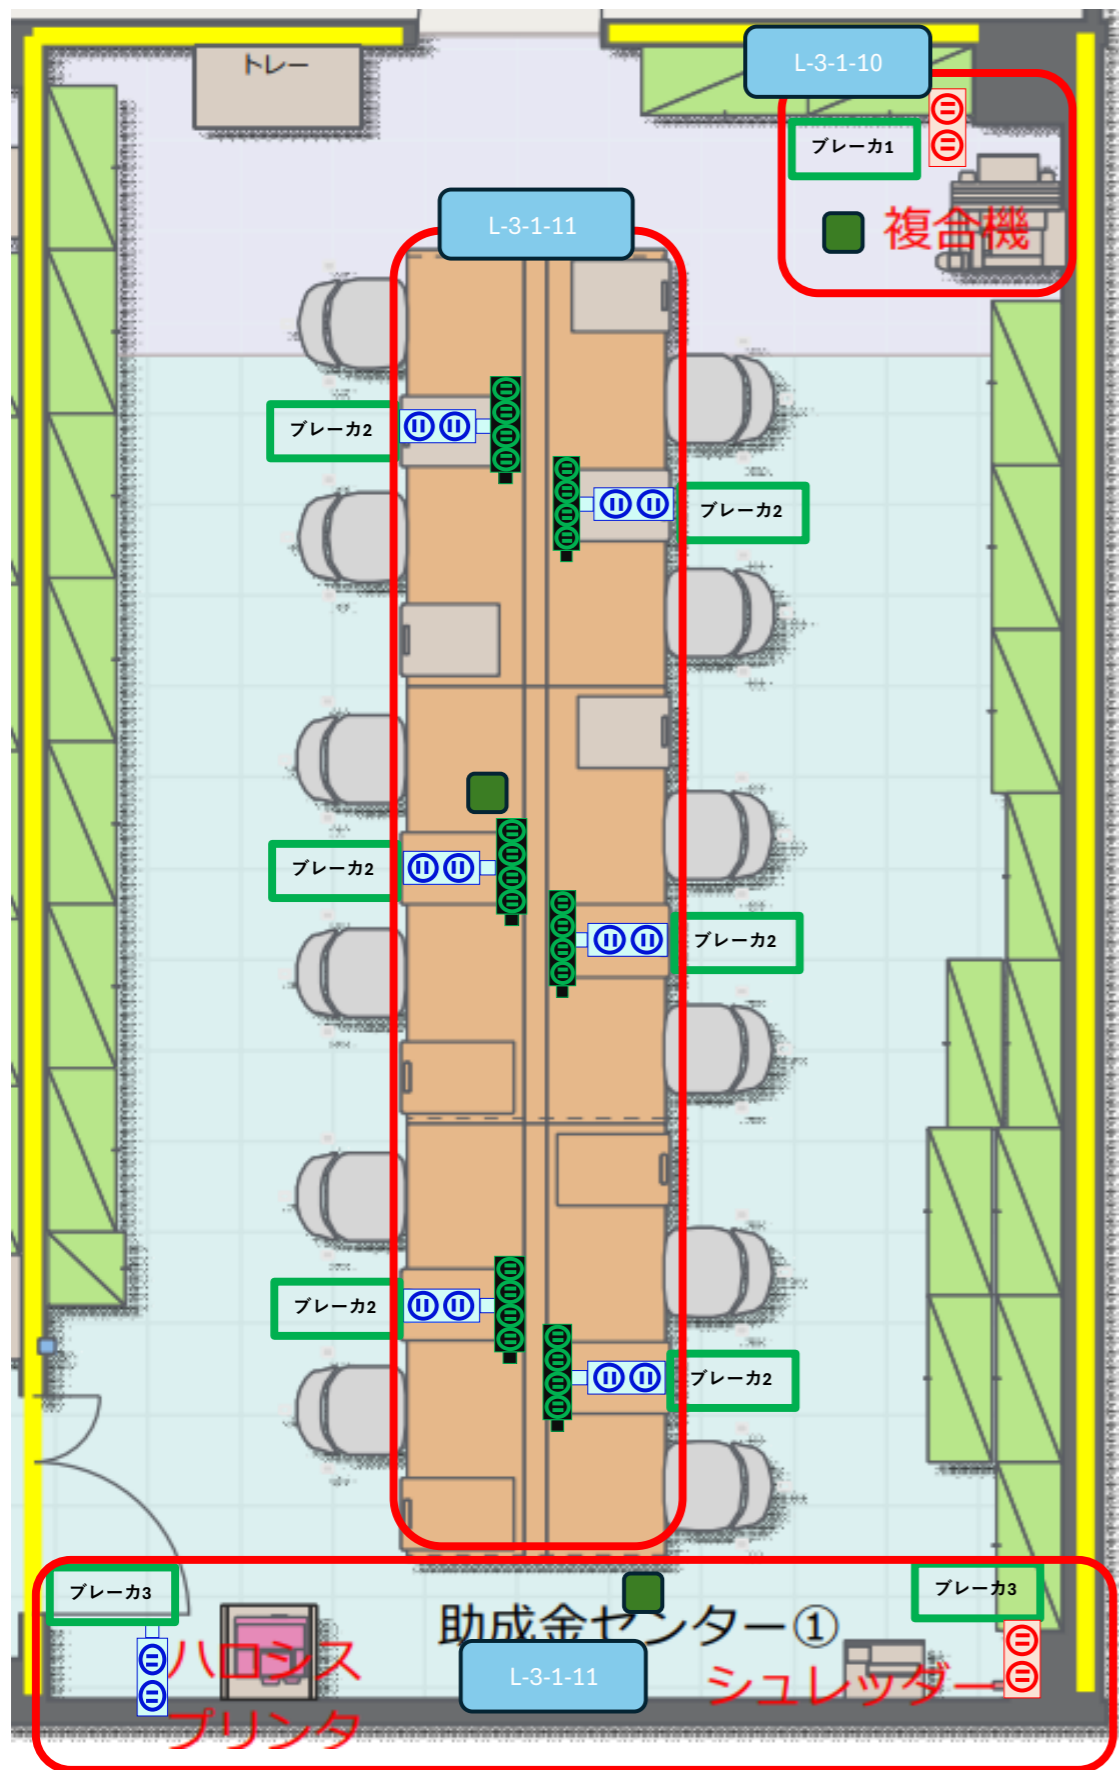 トレー
L-3-1-10
ブレーカ1
複合機
L-3-1-11
ブレーカ2
ブレーカ2
ブレーカ2
ブレーカ2
ブレーカ2
ブレーカ2
ブレーカ3
ブレーカ3
助成金センター①
ハロシス
プリンタ
L-3-1-11
シュレッダー